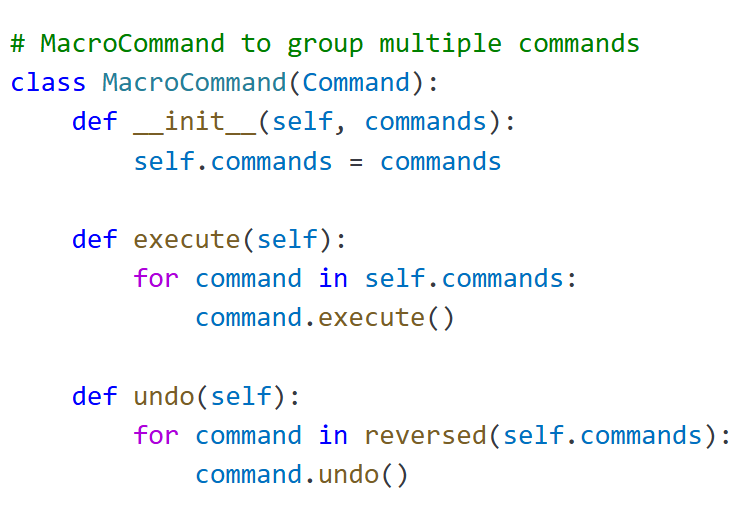 # MacroCommand to group multiple commands
class MacroCommand(Command):
    def __init__(self, commands):
        self.commands = commands

    def execute(self):
        for command in self.commands:
            command.execute()

    def undo(self):
        for command in reversed(self.commands):
            command.undo()